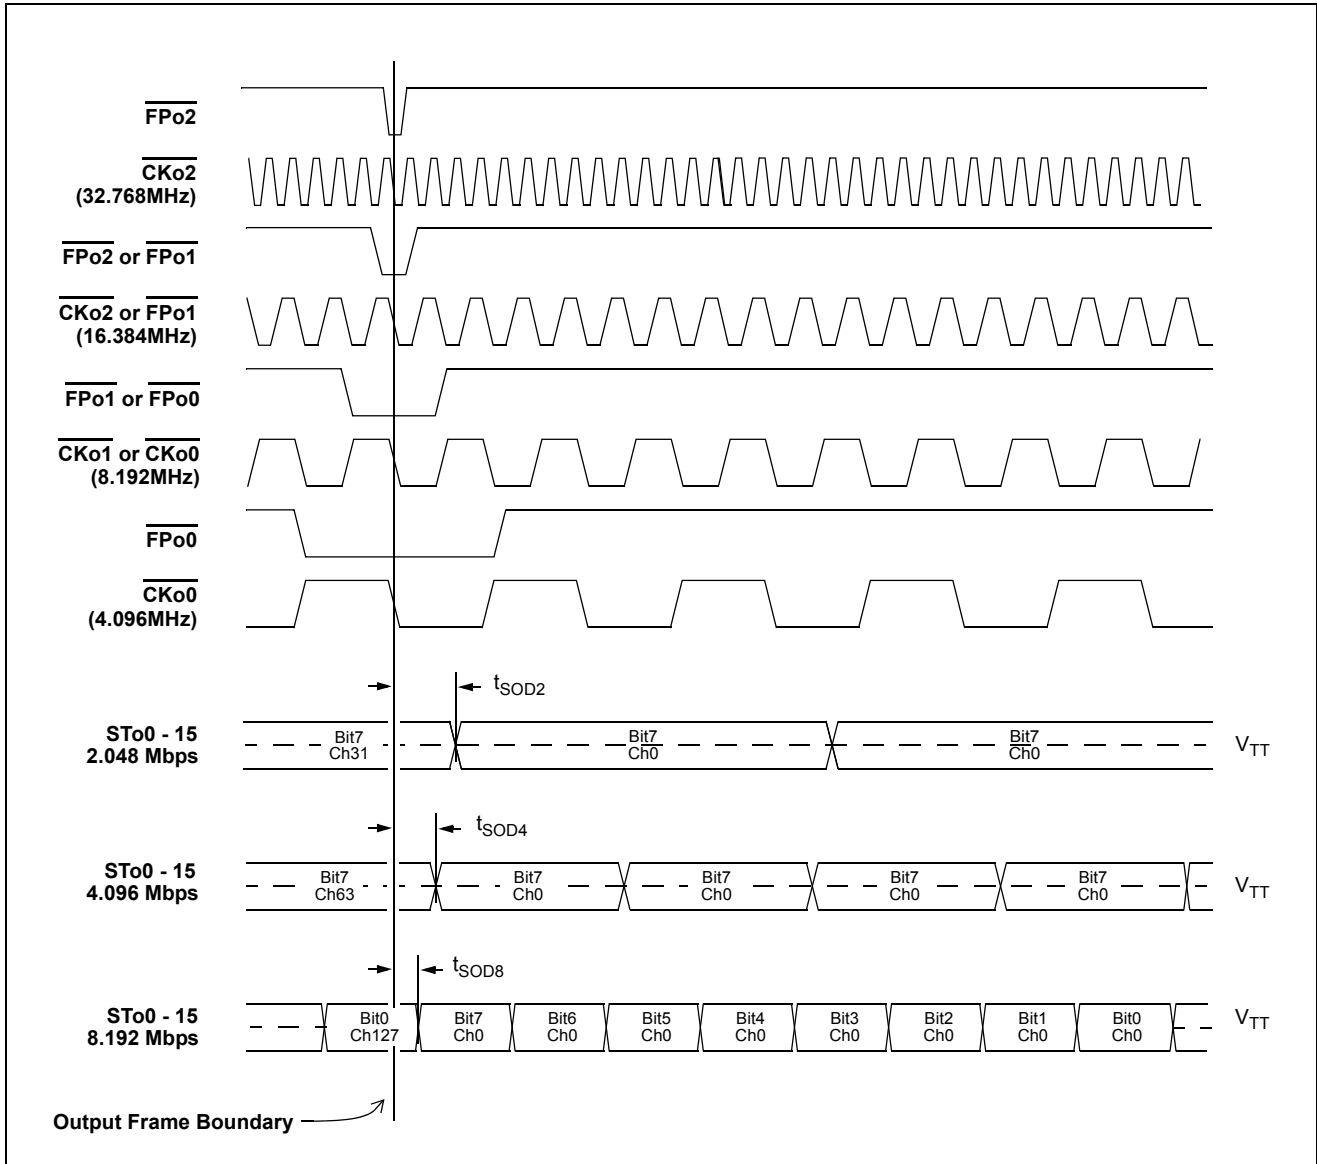 FPo2
CKo2
(32.768MHz)
FPo2 or FPo1
CKo2 or FPo1
(16.384MHz)
FPo1 or FPo0
CKo1 or CKo0
(8.192MHz)
FPo0
CKo0
(4.096MHz)
tSOD2
STo0 - 15
2.048 Mbps
Bit7
Ch31
Bit7
Ch0
Bit7
Ch0
VTT
tSOD4
STo0 - 15
4.096 Mbps
Bit7
Ch63
Bit7
Ch0
Bit7
Ch0
Bit7
Ch0
Bit7
Ch0
VTT
tSOD8
STo0 - 15
8.192 Mbps
Bit0
Ch127
Bit7
Ch0
Bit6
Ch0
Bit5
Ch0
Bit4
Ch0
Bit3
Ch0
Bit2
Ch0
Bit1
Ch0
Bit0
Ch0
VTT
Output Frame Boundary